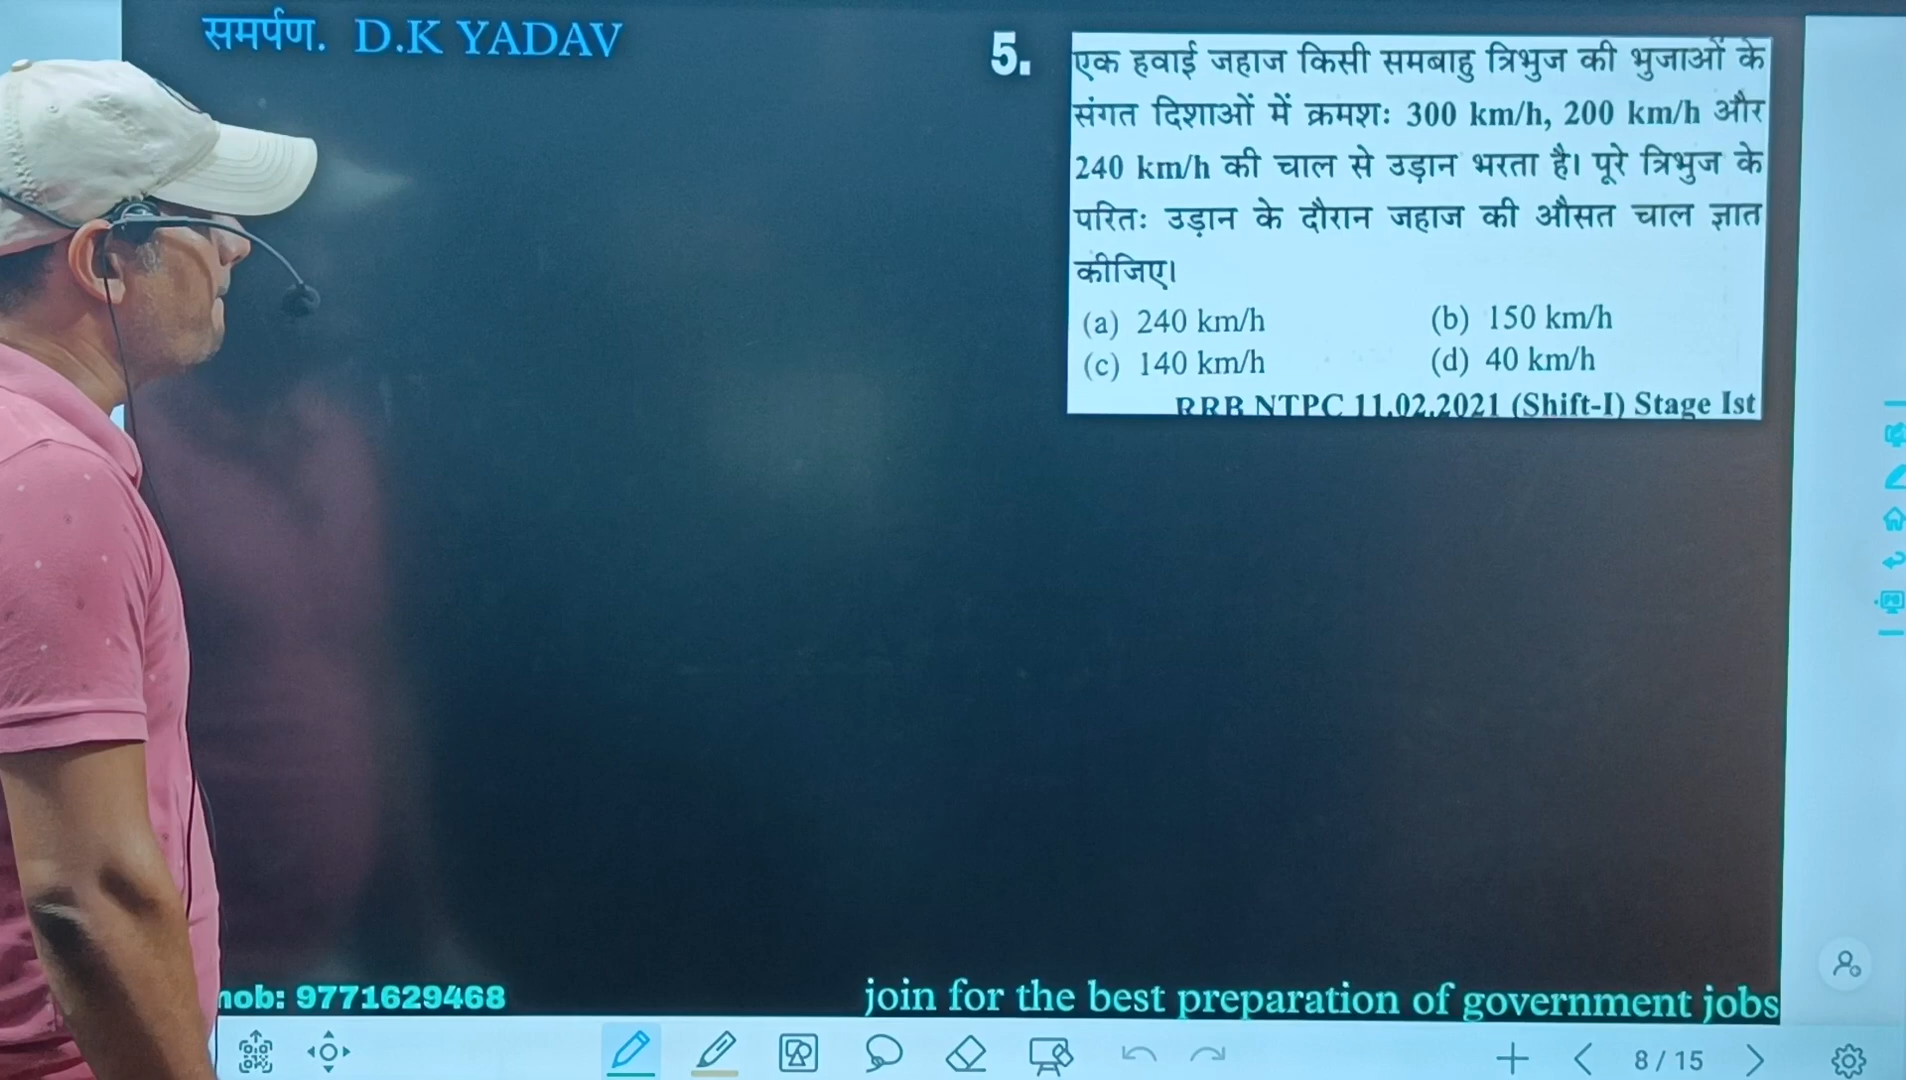 समर्पण. D.K YADAV
5.
एक हवाई जहाज किसी समबाहु त्रिभुज की भुजाओं के
संगत दिशाओं में क्रमशः 300 km/h, 200 km/h और
240 km/h की चाल से उड़ान भरता है। पूरे त्रिभुज के
परितः उड़ान के दौरान जहाज की औसत चाल ज्ञात
कीजिए।
(a) 240 km/h (b) 150 km/h
(c) 140 km/h (d) 40 km/h
RRB NTPC 11.02.2021 (Shift-I) Stage Ist
mob: 9771629468
join for the best preparation of government jobs
8 / 15